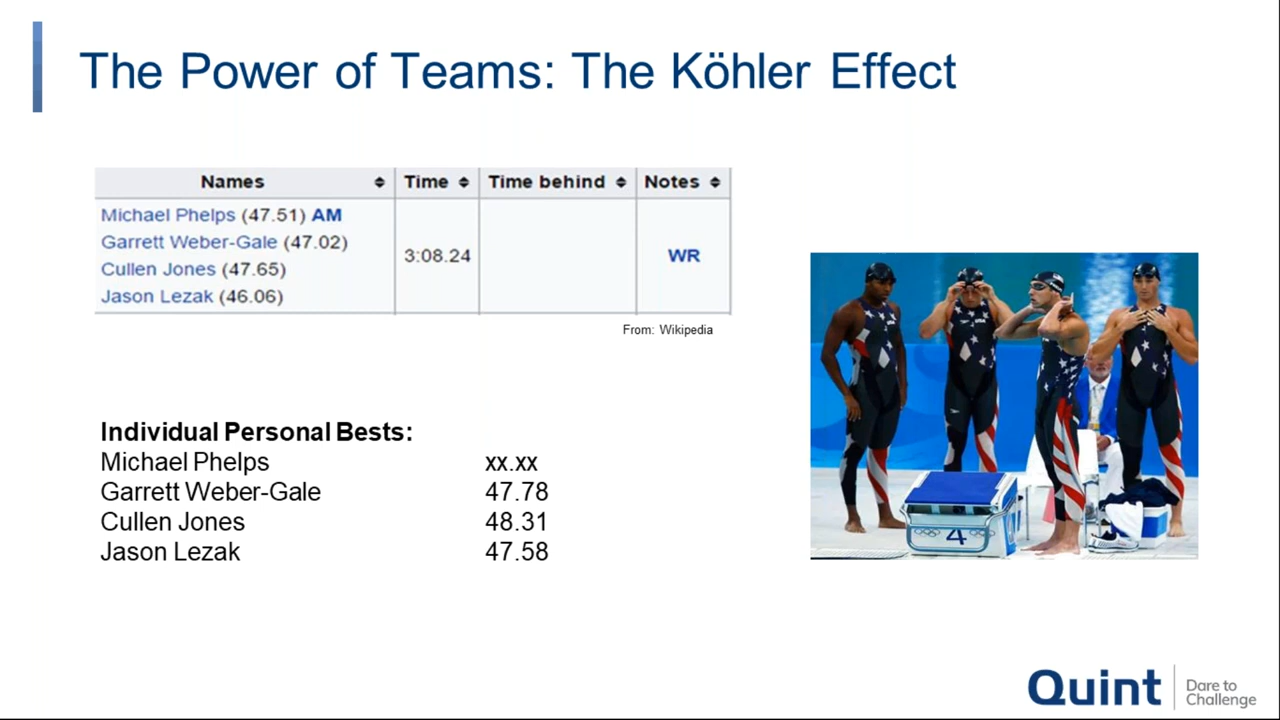 The Power of Teams: The Köhler Effect
Names Time Time behind Notes
Michael Phelps (47.51) AM
Garrett Weber-Gale (47.02)
Cullen Jones (47.65)
Jason Lezak (46.06)
3:08.24
WR
From: Wikipedia
Individual Personal Bests:
Michael Phelps xx.xx
Garrett Weber-Gale 47.78
Cullen Jones 48.31
Jason Lezak 47.58
USA
4
Quint
Dare to
Challenge